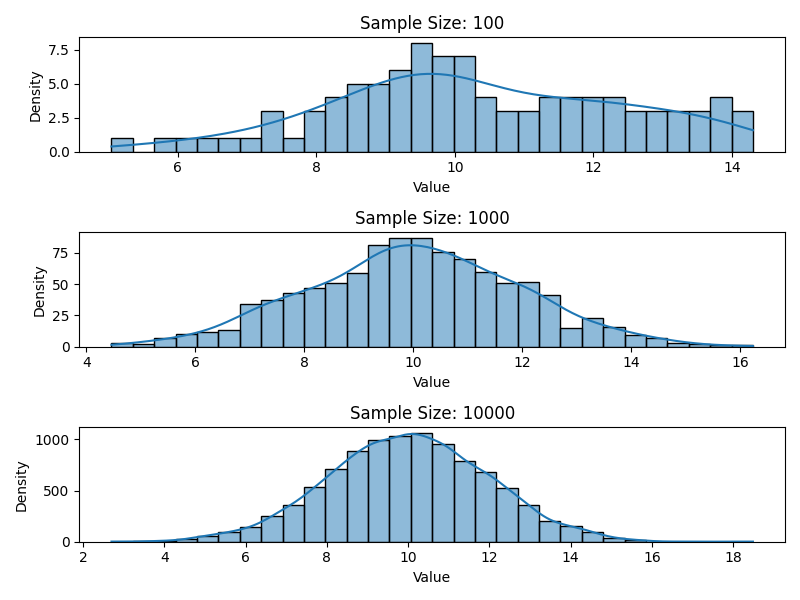 Sample Size: 100
7.5
5.0
2.5
0.0
Density
6 8 10 12 14
Value
Sample Size: 1000
75
50
25
0
Density
4 6 8 10 12 14 16
Value
Sample Size: 10000
1000
500
0
Density
2 4 6 8 10 12 14 16 18
Value